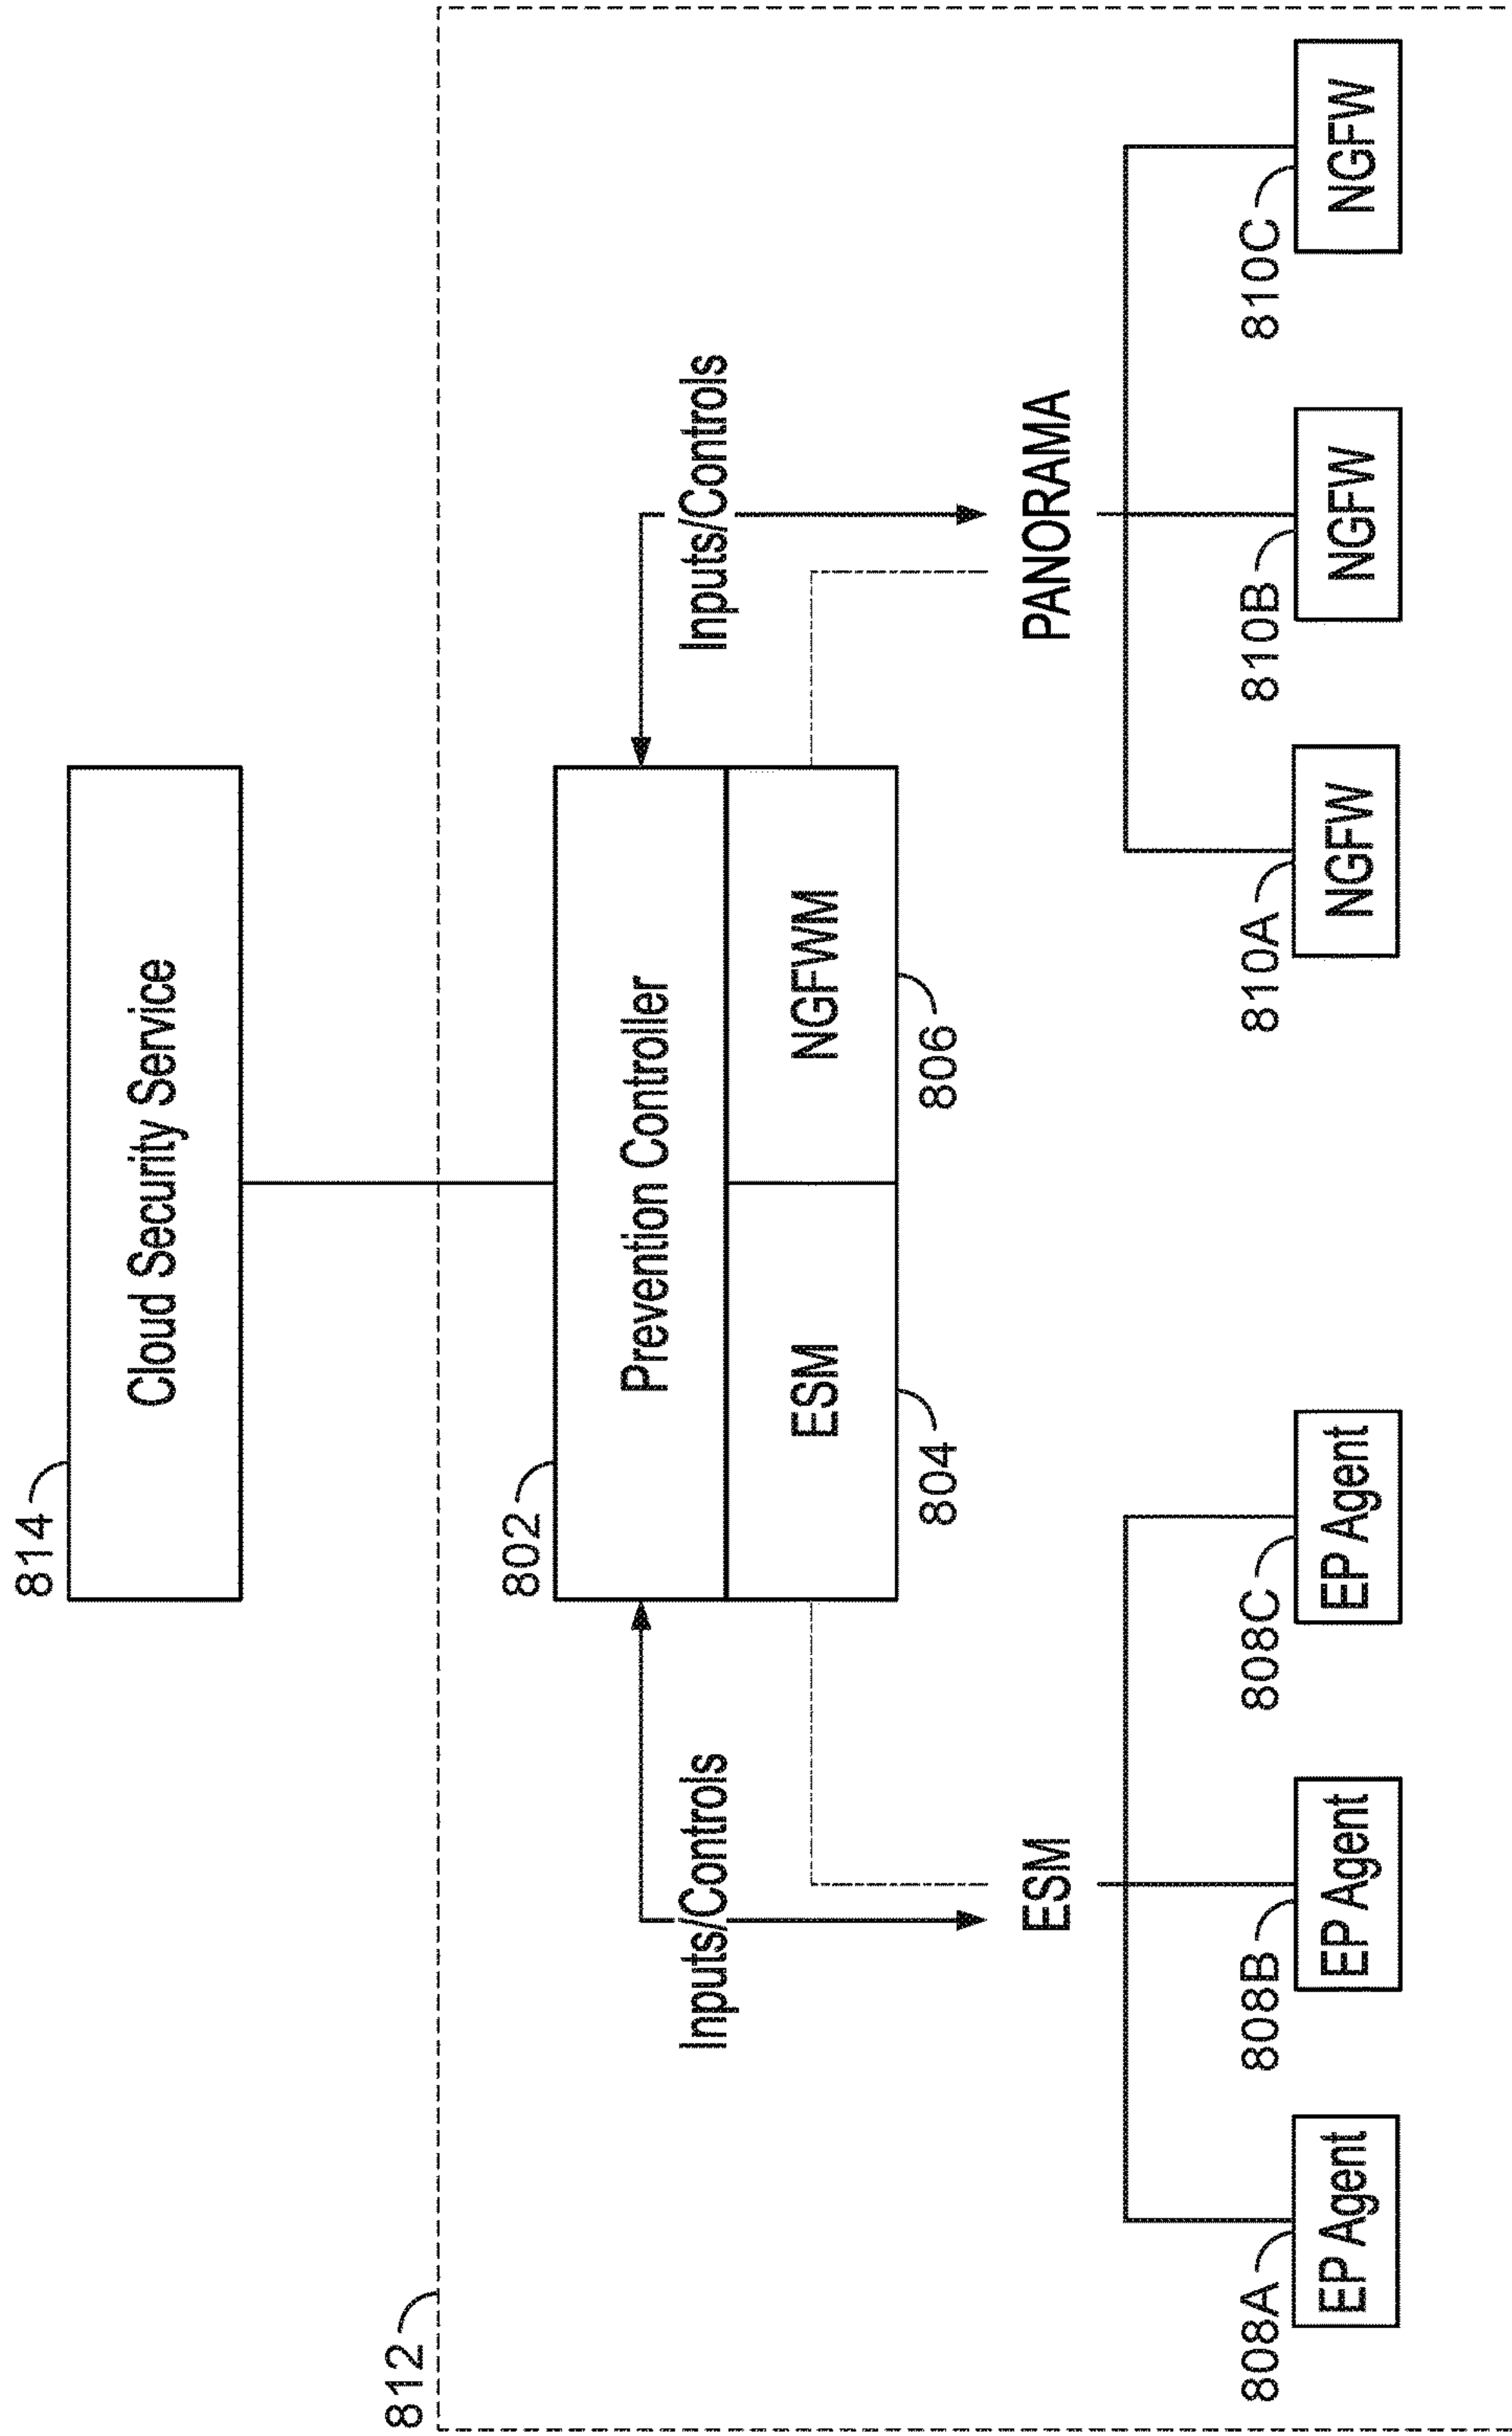 814
Cloud Security Service
812
802
Prevention Controller
ESM
NGFWM
804
806
Inputs/Controls
Inputs/Controls
ESM
PANORAMA
808A
808B
808C
810A
810B
810C
EP Agent
EP Agent
EP Agent
NGFW
NGFW
NGFW